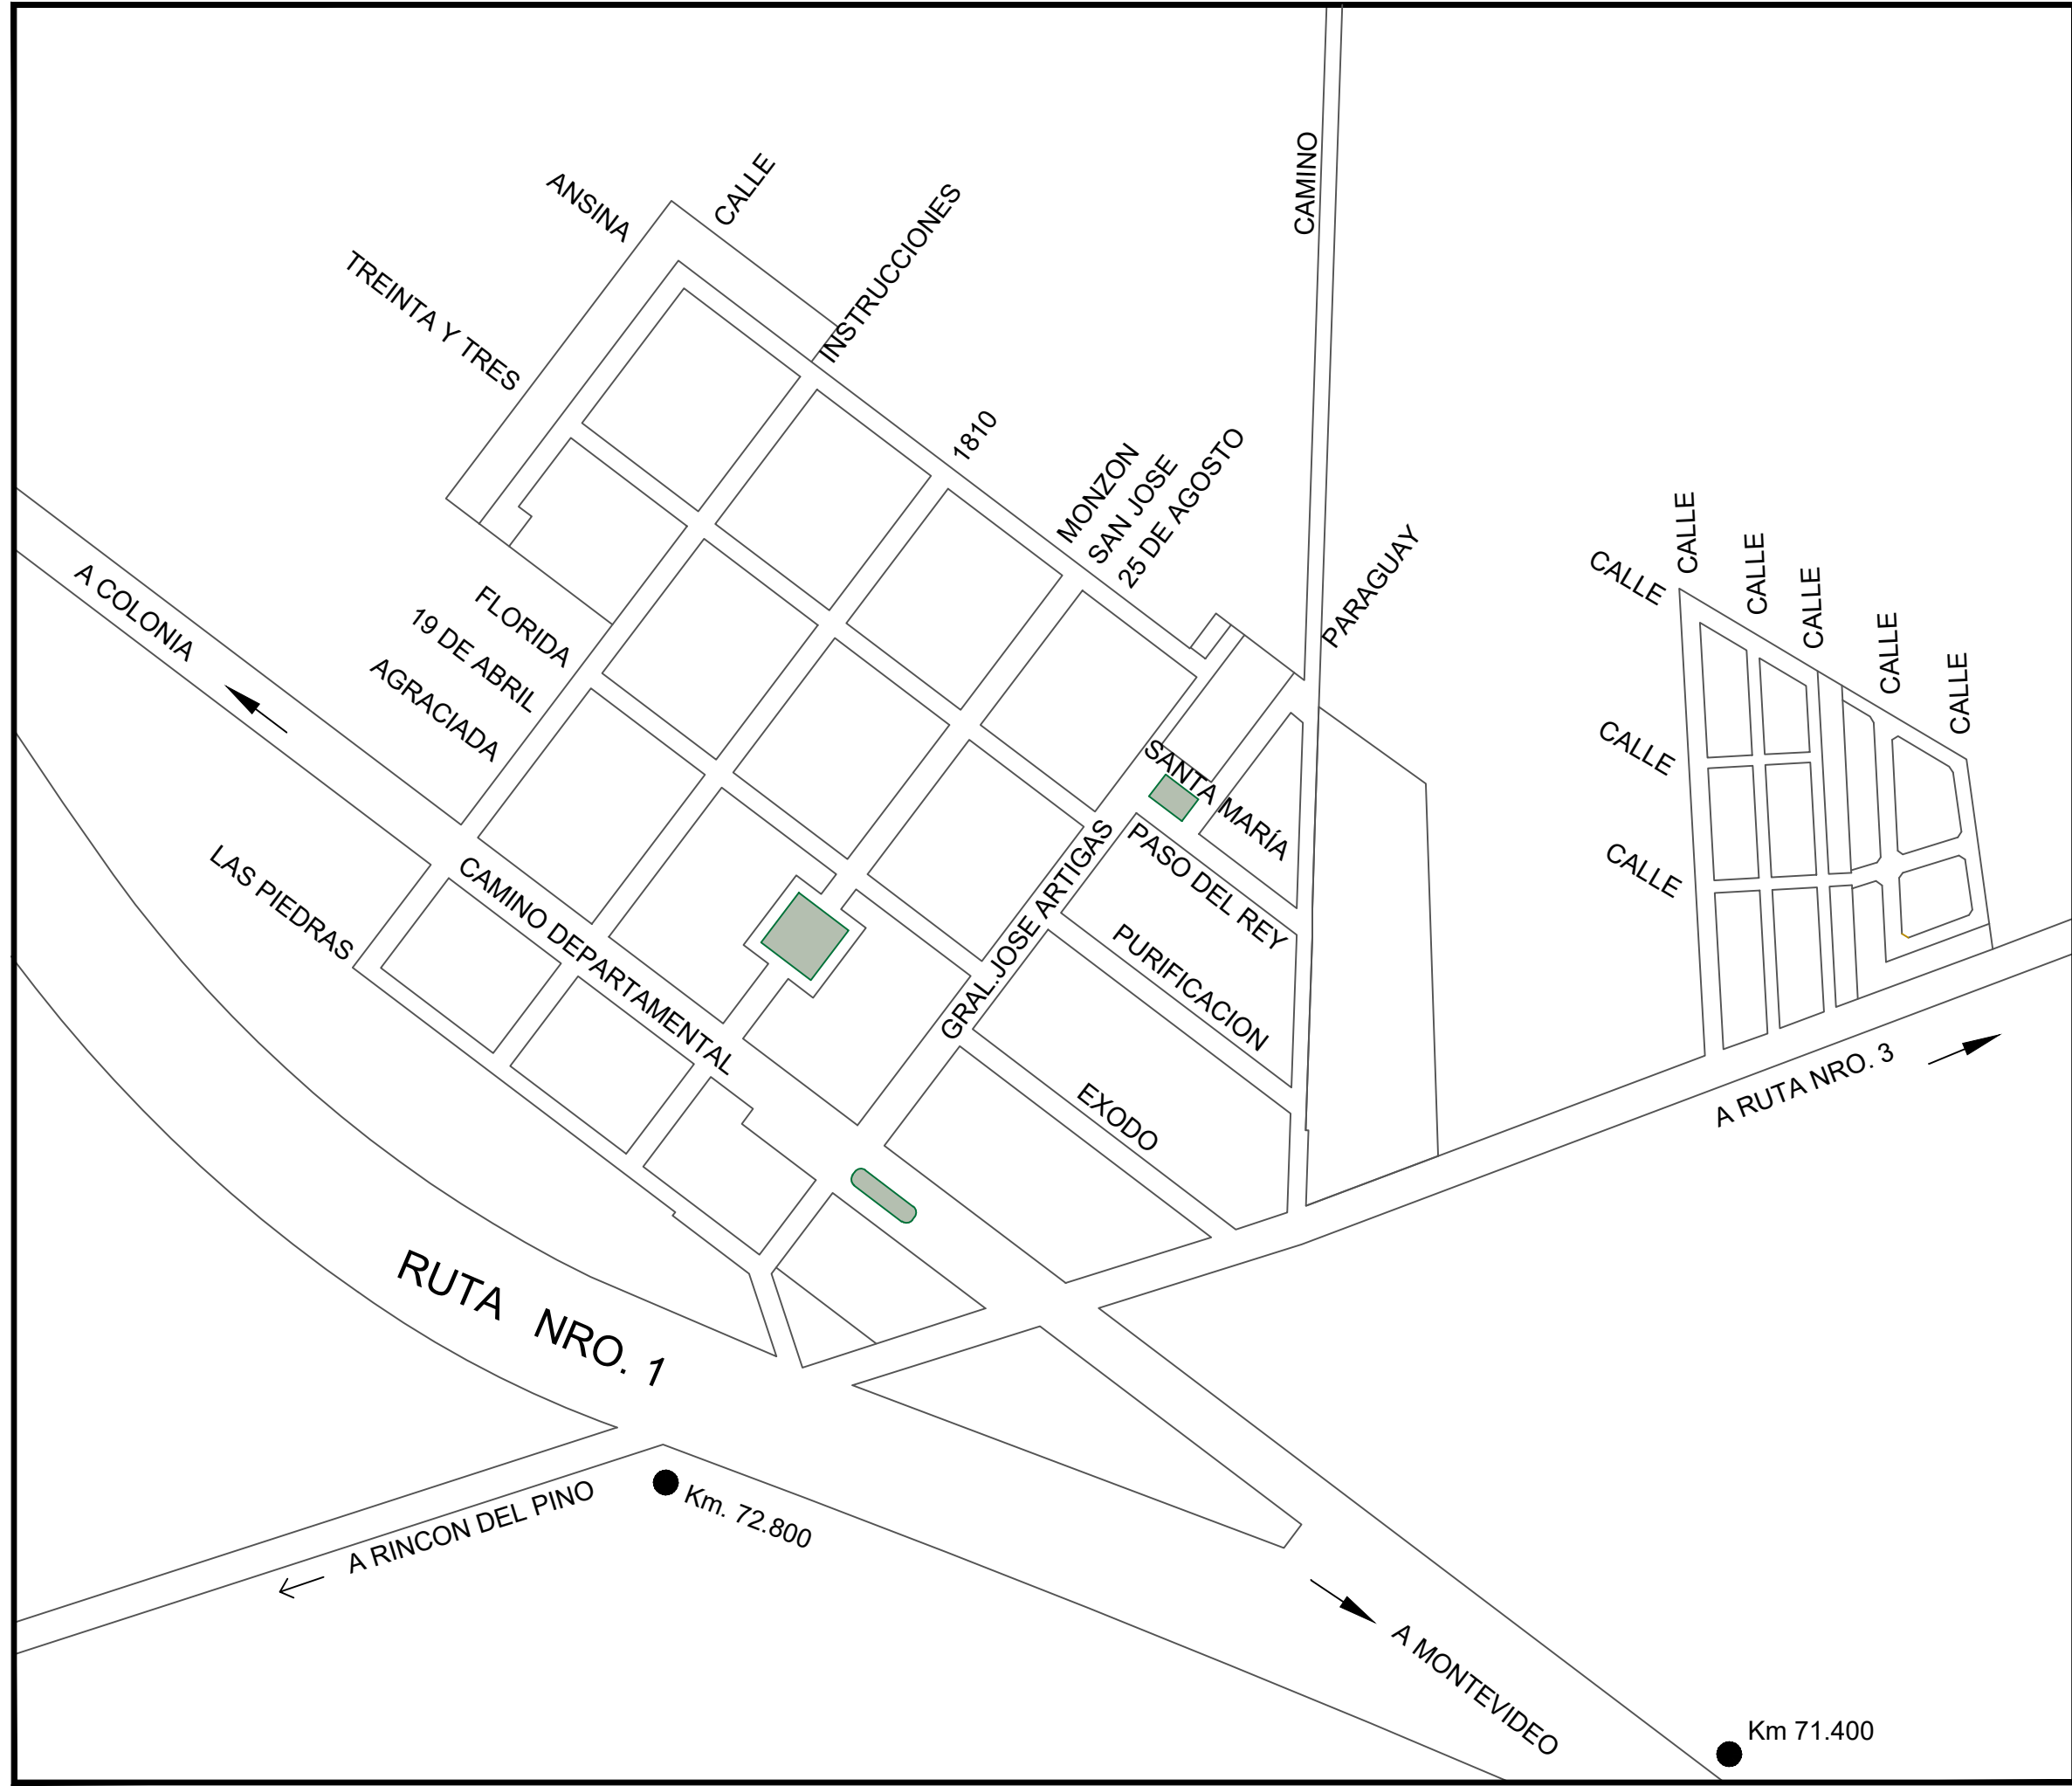 CAMINO
CALLE
ANSINA
INSTRUCCIONES
TREINTA Y TRES
1810
MONZON
SAN JOSE
25 DE AGOSTO
PARAGUAY
CALLE
CALLE
CALLE
CALLE
CALLE
CALLE
CALLE
CALLE
A COLONIA
FLORIDA
19 DE ABRIL
AGRACIADA
SANTA MARÍA
PASO DEL REY
PURIFICACION
GRAL.JOSE ARTIGAS
LAS PIEDRAS
CAMINO DEPARTAMENTAL
EXODO
A RUTA NRO. 3
RUTA NRO. 1
A RINCON DEL PINO
Km. 72.800
A MONTEVIDEO
Km 71.400